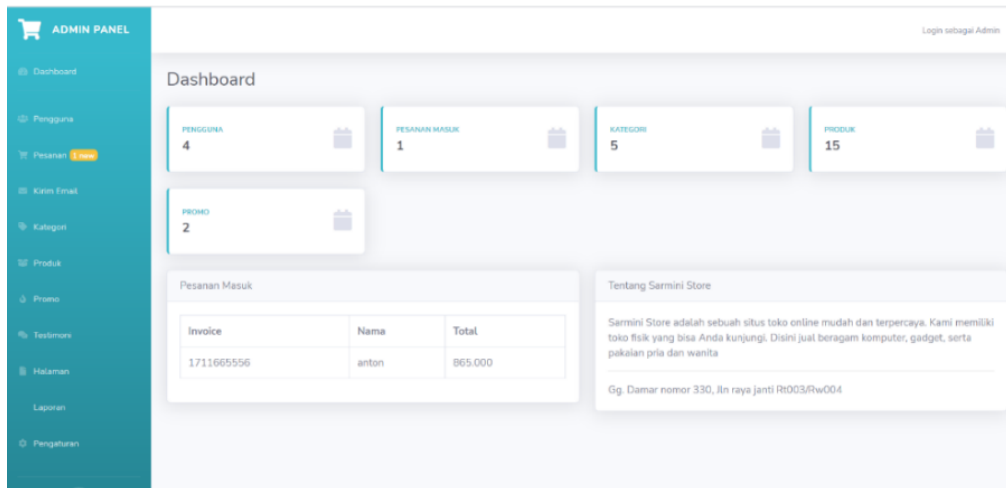 ADMIN PANEL
Login sebagai Admin
Dashboard
Pengguna
Pesanan 1 new
Kirim Email
Kategori
Produk
Promo
Testimoni
Halaman
Laporan
Pengaturan
Dashboard
PENGGUNA
4
PESANAN MASUK
1
KATEGORI
5
PRODUK
15
PROMO
2
Pesanan Masuk
Invoice Nama Total
1711665556 anton 865.000
Tentang Sarmini Store
Sarmini Store adalah sebuah situs toko online mudah dan terpercaya. Kami memiliki
toko fisik yang bisa Anda kunjungi. Disini jual beragam komputer, gadget, serta
pakaian pria dan wanita
Gg. Damar nomor 330, Jln raya janti Rt003/Rw004